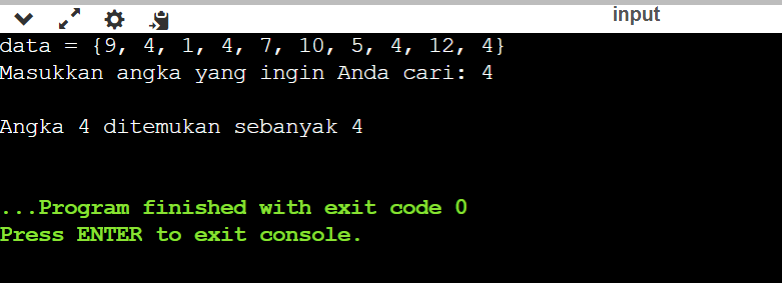 input
data = {9, 4, 1, 4, 7, 10, 5, 4, 12, 4}
Masukkan angka yang ingin Anda cari: 4
Angka 4 ditemukan sebanyak 4
...Program finished with exit code 0
Press ENTER to exit console.